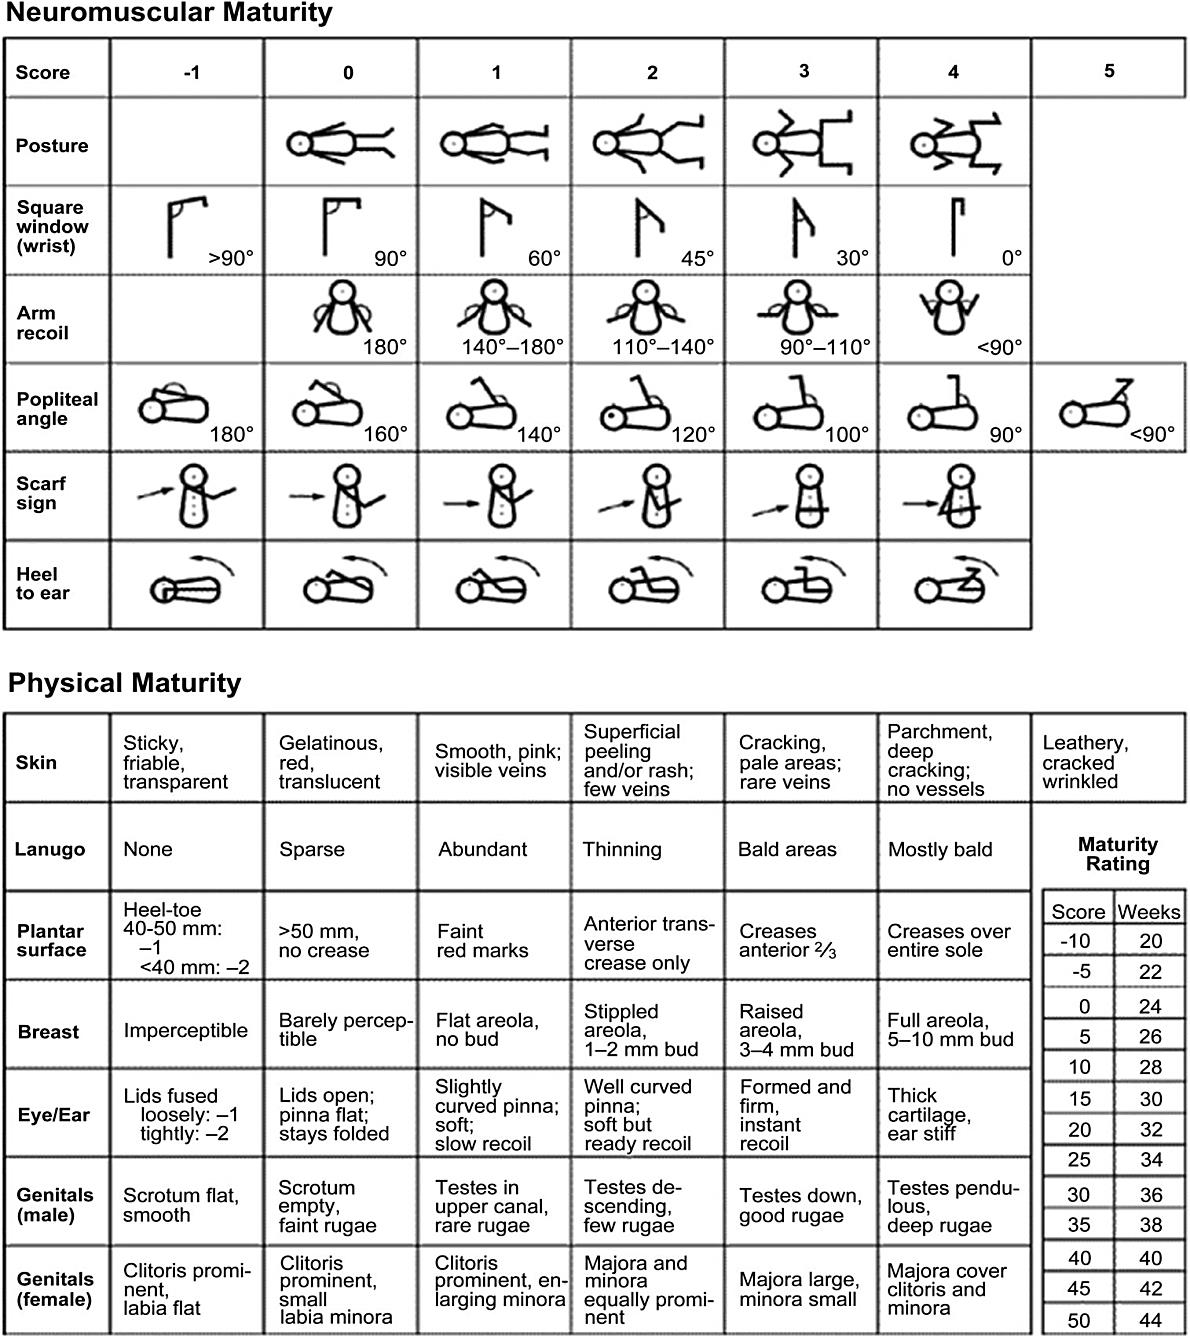 Neuromuscular Maturity
Score -1 0 1 2 3 4 5
Posture
Square
window
(wrist)
>90° 90° 60° 45° 30° 0°
Arm
recoil
180° 140°–180° 110°–140° 90°–110° <90°
Popliteal
angle
180° 160° 140° 120° 100° 90° <90°
Scarf
sign
Heel
to ear
Physical Maturity
Skin
Sticky,
friable,
transparent
Gelatinous,
red,
translucent
Smooth, pink;
visible veins
Superficial
peeling
and/or rash;
few veins
Cracking,
pale areas;
rare veins
Parchment,
deep
cracking;
no vessels
Leathery,
cracked
wrinkled
Lanugo
None
Sparse
Abundant
Thinning
Bald areas
Mostly bald
Plantar
surface
Heel-toe
40-50 mm:
–1
<40 mm: –2
>50 mm,
no crease
Faint
red marks
Anterior trans-
verse
crease only
Creases
anterior ⅔
Creases over
entire sole
Breast
Imperceptible
Barely percep-
tible
Flat areola,
no bud
Stippled
areola,
1–2 mm bud
Raised
areola,
3–4 mm bud
Full areola,
5–10 mm bud
Eye/Ear
Lids fused
loosely: –1
tightly: –2
Lids open;
pinna flat;
stays folded
Slightly
curved pinna;
soft;
slow recoil
Well curved
pinna;
soft but
ready recoil
Formed and
firm,
instant
recoil
Thick
cartilage,
ear stiff
Genitals
(male)
Scrotum flat,
smooth
Scrotum
empty,
faint rugae
Testes in
upper canal,
rare rugae
Testes de-
scending,
few rugae
Testes down,
good rugae
Testes pendu-
lous,
deep rugae
Genitals
(female)
Clitoris promi-
nent,
labia flat
Clitoris
prominent,
small
labia minora
Clitoris
prominent, en-
larging minora
Majora and
minora
equally promi-
nent
Majora large,
minora small
Majora cover
clitoris and
minora
Maturity
Rating
Score Weeks
-10 20
-5 22
0 24
5 26
10 28
15 30
20 32
25 34
30 36
35 38
40 40
45 42
50 44